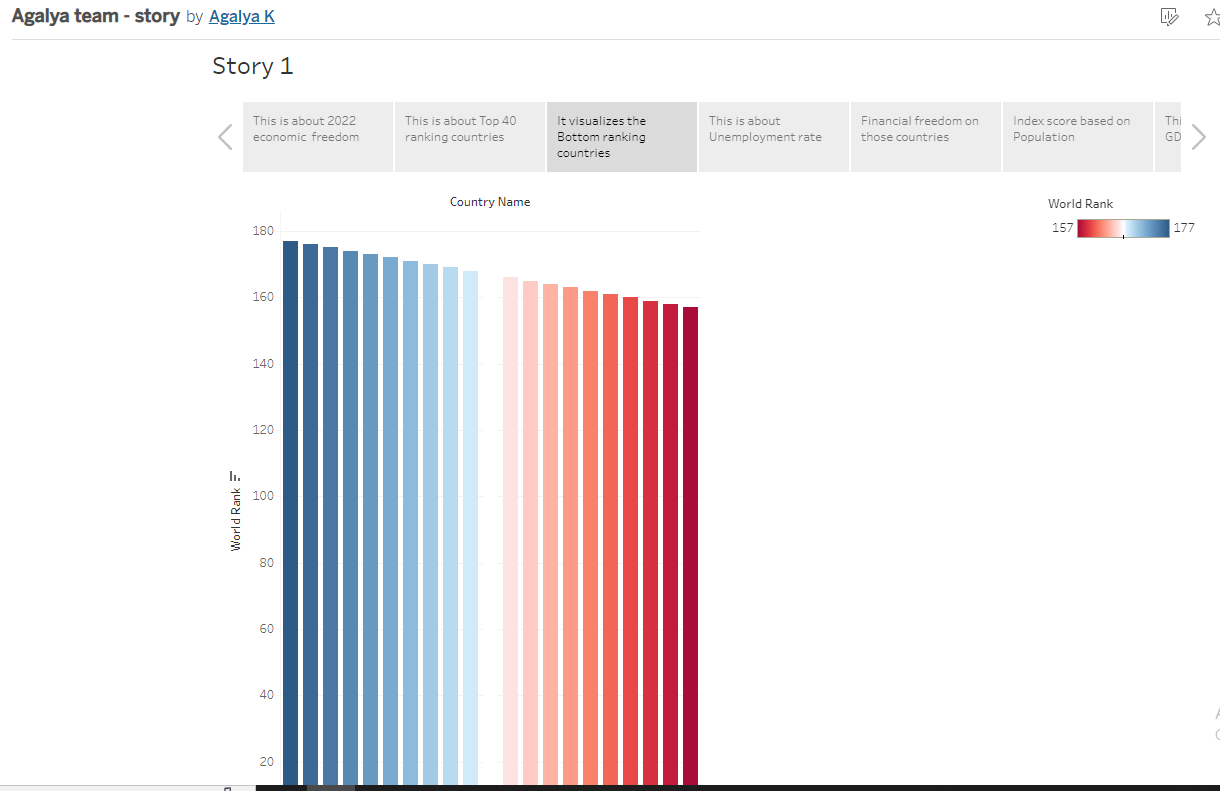 Agalya team - story by Agalya K
Story 1
This is about 2022
economic freedom
This is about Top 40
ranking countries
It visualizes the
Bottom ranking
countries
This is about
Unemployment rate
Financial freedom on
those countries
Index score based on
Population
Country Name
World Rank
157 177
180
160
140
120
100
80
60
40
20
World Rank